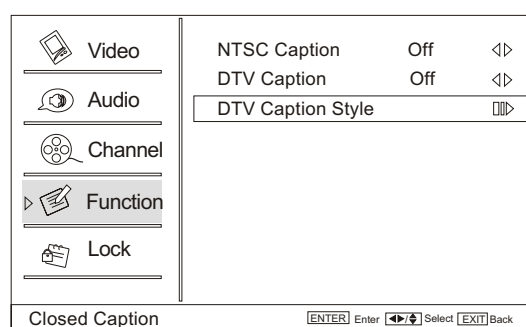 Video
Audio
Channel
Function
Lock
NTSC Caption Off
DTV Caption Off
DTV Caption Style
Closed Caption
ENTER Enter Select EXIT Back